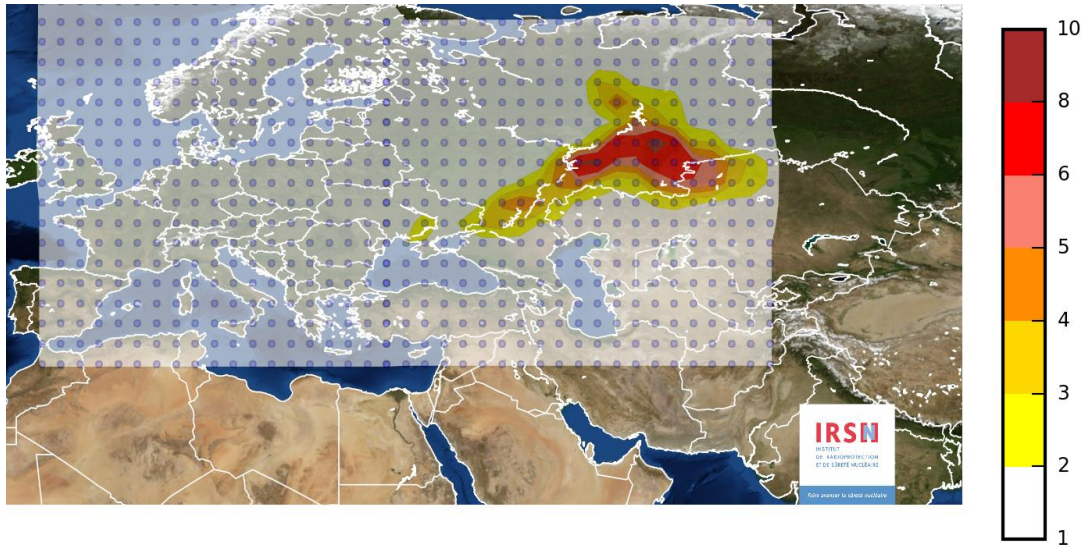 10
8
6
5
4
3
2
1
IRSN
INSTITUT
DE RADIOPROTECTION
ET DE SÛRETÉ NUCLÉAIRE
Faire avancer la sûreté nucléaire